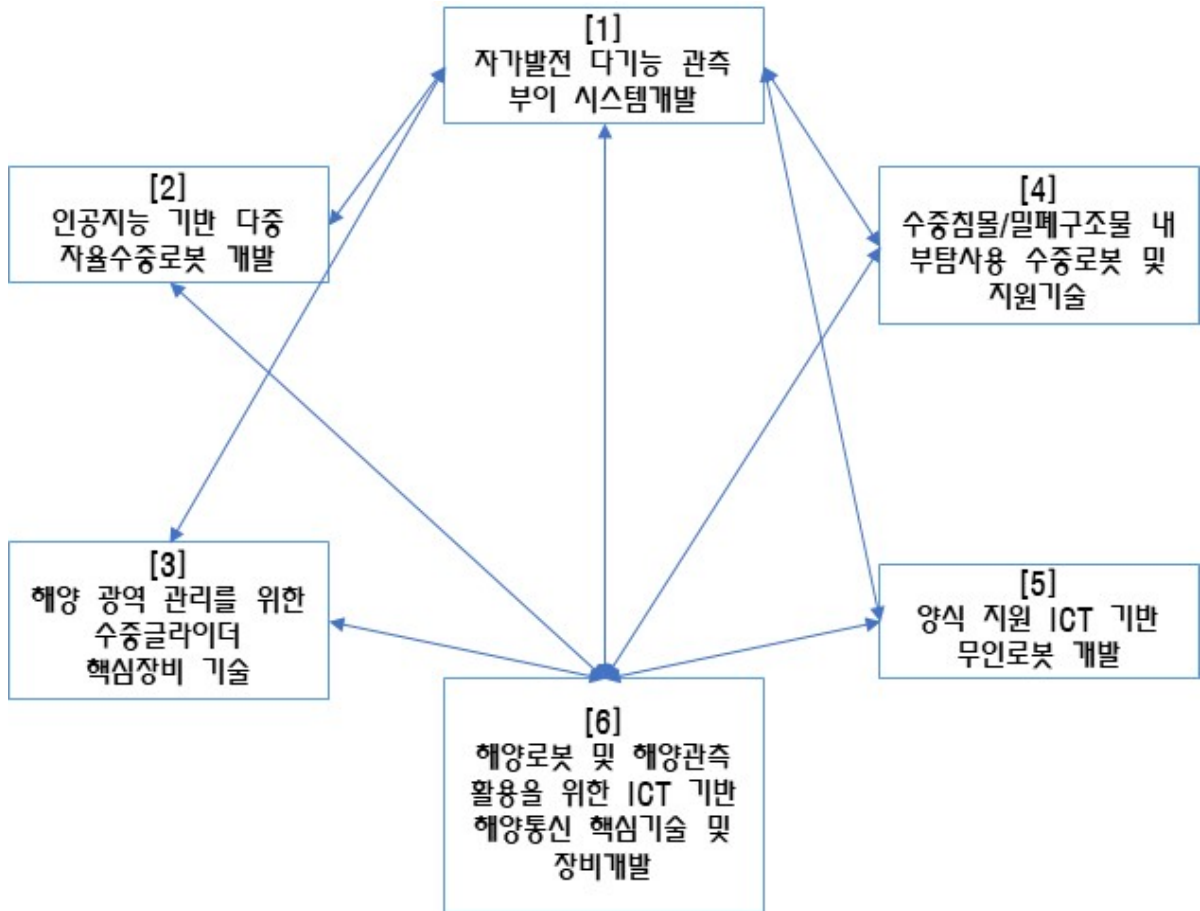 [1]
자가발전 다기능 관측
부이 시스템개발
[2]
인공지능 기반 다중
자율수중로봇 개발
[4]
수중침몰/밀폐구조물 내
부탐사용 수중로봇 및
지원기술
[3]
해양 광역 관리를 위한
수중글라이더
핵심장비 기술
[5]
양식 지원 ICT 기반
무인로봇 개발
[6]
해양로봇 및 해양관측
활용을 위한 ICT 기반
해양통신 핵심기술 및
장비개발